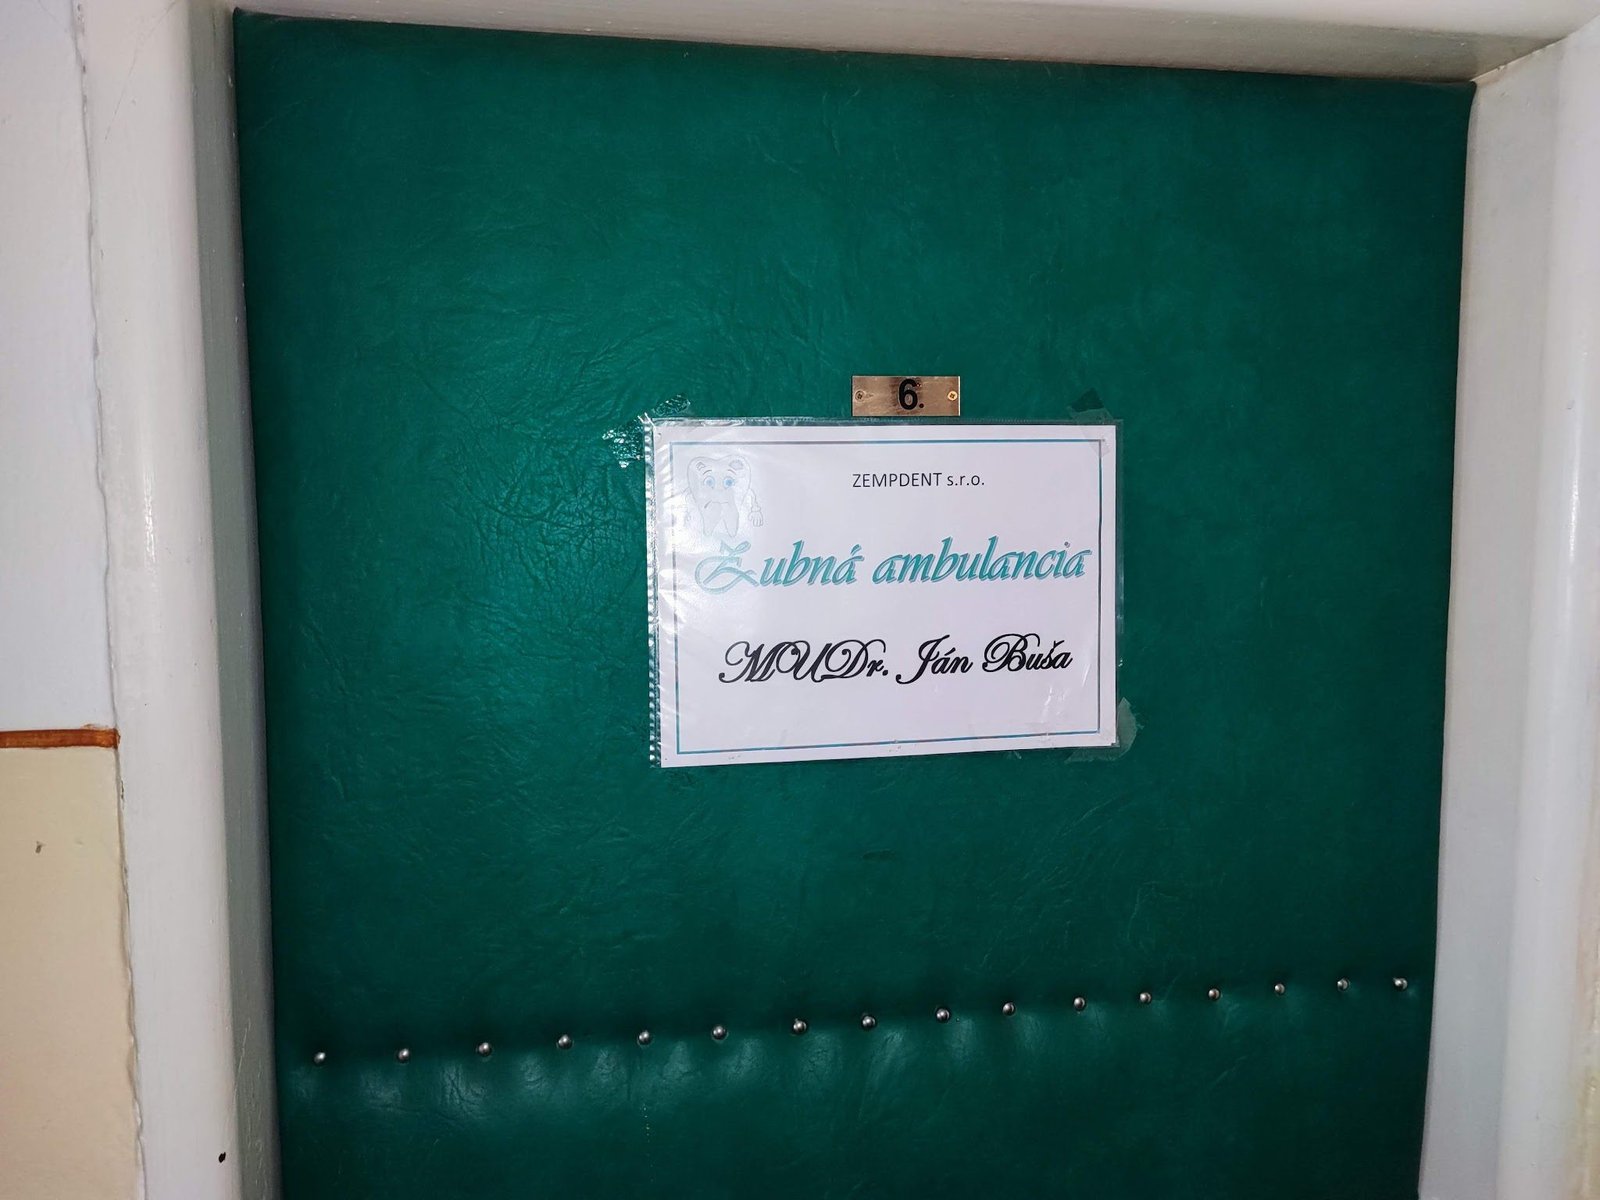 6.
ZEMPDENT s.r.o.
Zubná ambulancia
MUDr. Ján Buša